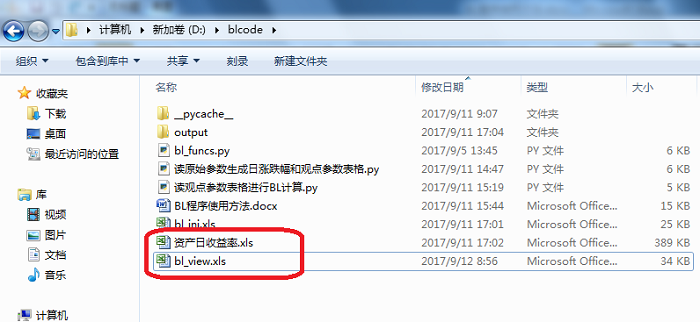 计算机 新加卷 (D:) blcode
组织 包含到库中 共享 刻录 新建文件夹
收藏夹
下载
桌面
最近访问的位置
库
视频
图片
文档
音乐
计算机
名称 修改日期 类型 大小
__pycache__ 2017/9/11 9:07 文件夹
output 2017/9/11 17:04 文件夹
bl_funcs.py 2017/9/5 13:45 PY 文件 6 KB
读原始参数生成日涨跌幅和观点参数表格.py 2017/9/11 14:47 PY 文件 6 KB
读观点参数表格进行BL计算.py 2017/9/11 15:19 PY 文件 5 KB
BL程序使用方法.docx 2017/9/11 15:44 Microsoft Office... 15 KB
bl_ini.xls 2017/9/11 17:01 Microsoft Office... 25 KB
资产日收益率.xls 2017/9/11 17:02 Microsoft Office... 389 KB
bl_view.xls 2017/9/12 8:56 Microsoft Office... 34 KB